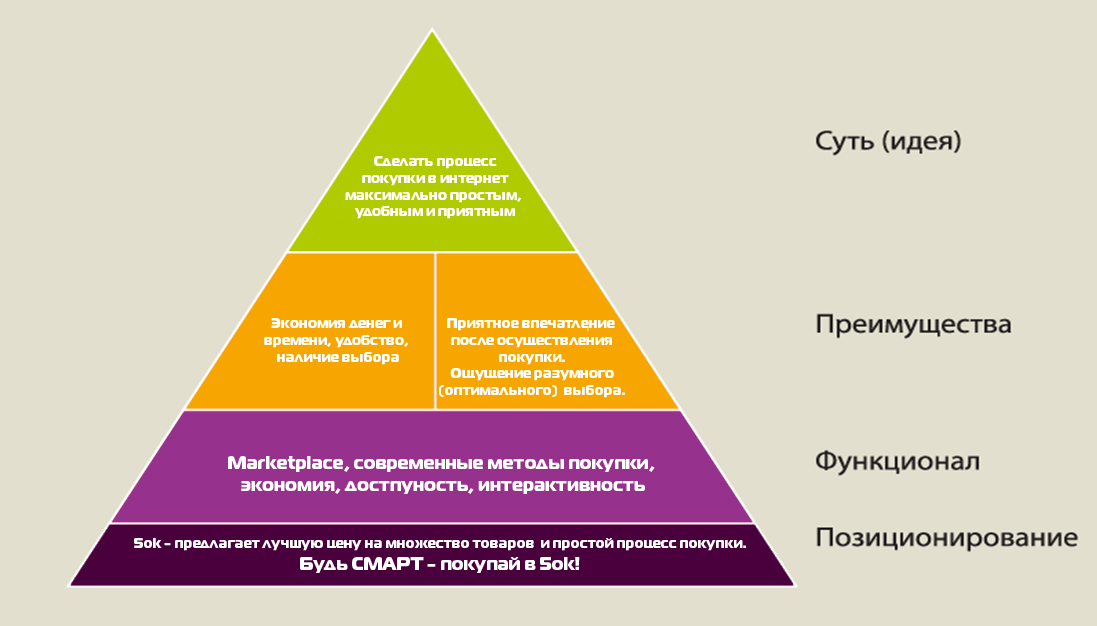 Сделать процесс
покупки в интернет
максимально простым,
удобным и приятным
Суть (идея)
Экономия денег и
времени, удобство,
наличие выбора
Приятное впечатление
после осуществления
покупки.
Ощущение разумного
(оптимального) выбора.
Преимущества
Marketplace, современные методы покупки,
экономия, достпуность, интерактивность
Функционал
Sok - предлагает лучшую цену на множество товаров и простой процесс покупки.
Будь СМАРТ - покупай в Sok!
Позиционирование